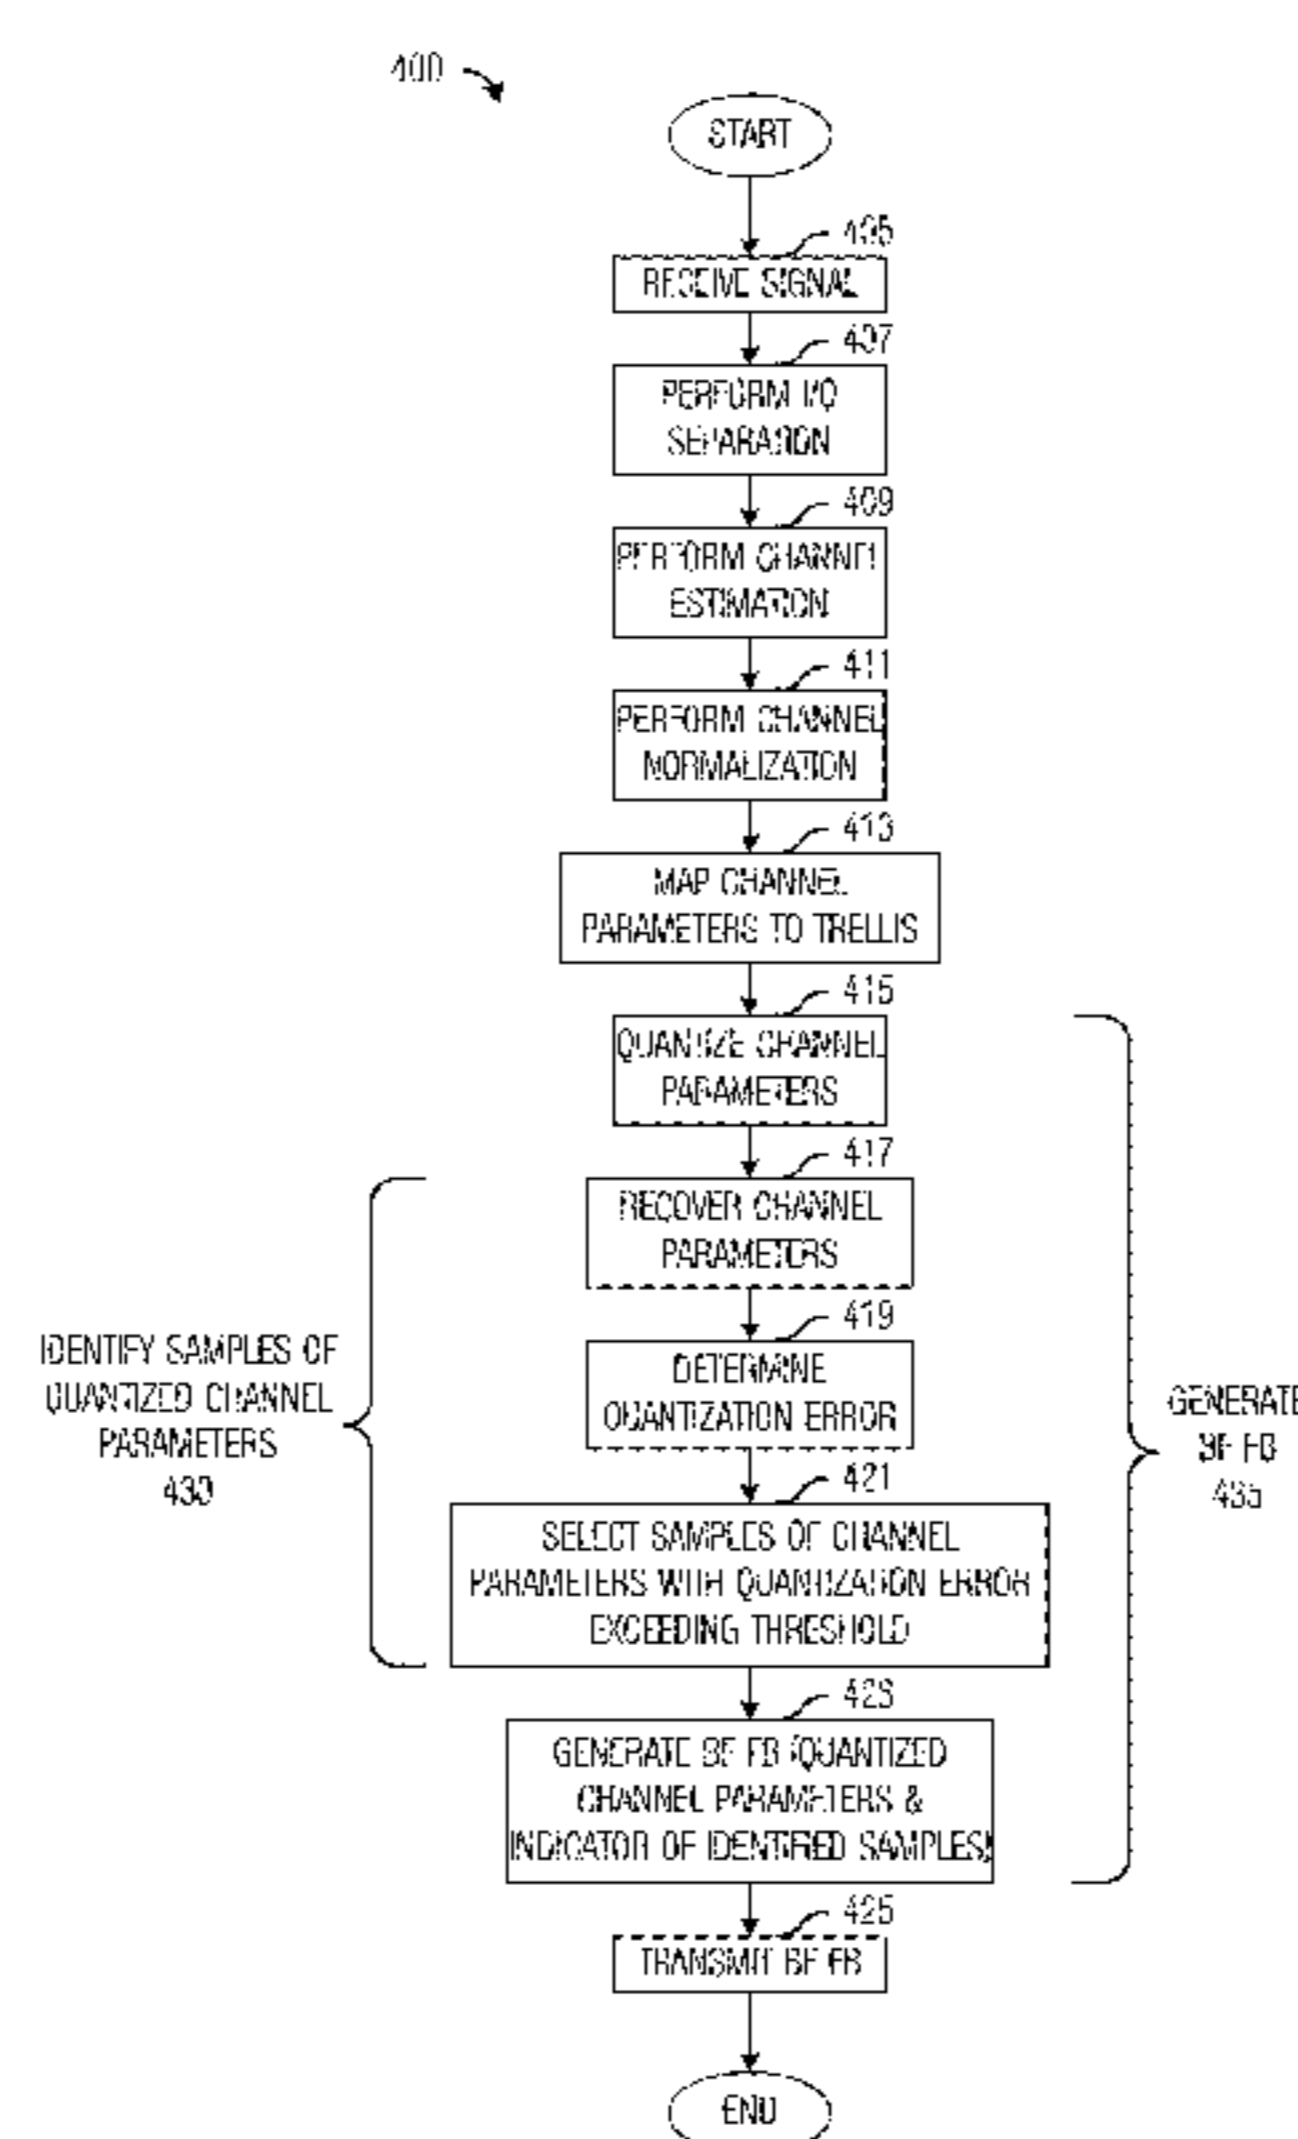 400
START
405
RECEIVE SIGNAL
407
PERFORM I/Q
SEPARATION
409
PERFORM CHANNEL
ESTIMATION
411
PERFORM CHANNEL
NORMALIZATION
413
MAP CHANNEL
PARAMETERS TO TRELLIS
415
QUANTIZE CHANNEL
PARAMETERS
417
RECOVER CHANNEL
PARAMETERS
419
DETERMINE
QUANTIZATION ERROR
421
SELECT SAMPLES OF CHANNEL
PARAMETERS WITH QUANTIZATION ERROR
EXCEEDING THRESHOLD
IDENTIFY SAMPLES OF
QUANTIZED CHANNEL
PARAMETERS
430
GENERATE
BF FB
435
423
GENERATE BF FB (QUANTIZED
CHANNEL PARAMETERS &
INDICATOR OF IDENTIFIED SAMPLES)
425
TRANSMIT BF FB
END